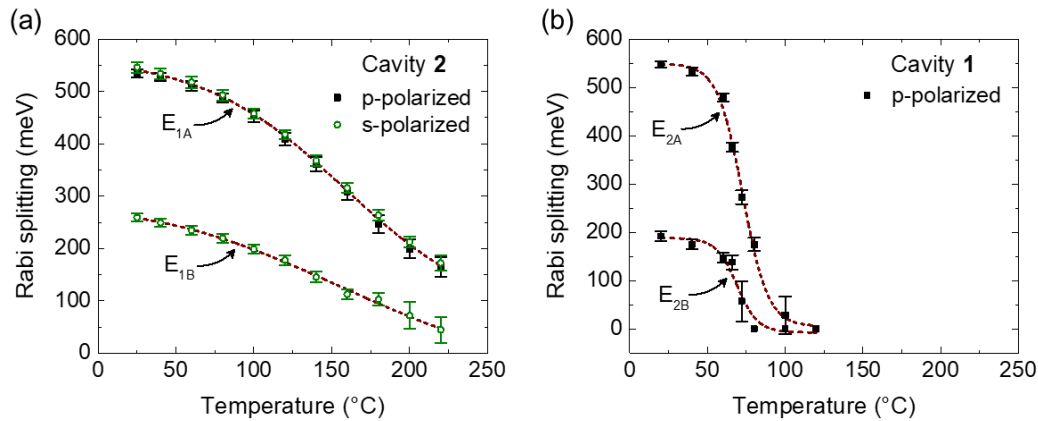 (a)
600
500
400
300
200
100
0
Rabi splitting (meV)
Cavity 2
p-polarized
s-polarized
E1A
E1B
0 50 100 150 200 250
Temperature (°C)
(b)
600
500
400
300
200
100
0
Rabi splitting (meV)
Cavity 1
p-polarized
E2A
E2B
0 50 100 150 200 250
Temperature (°C)